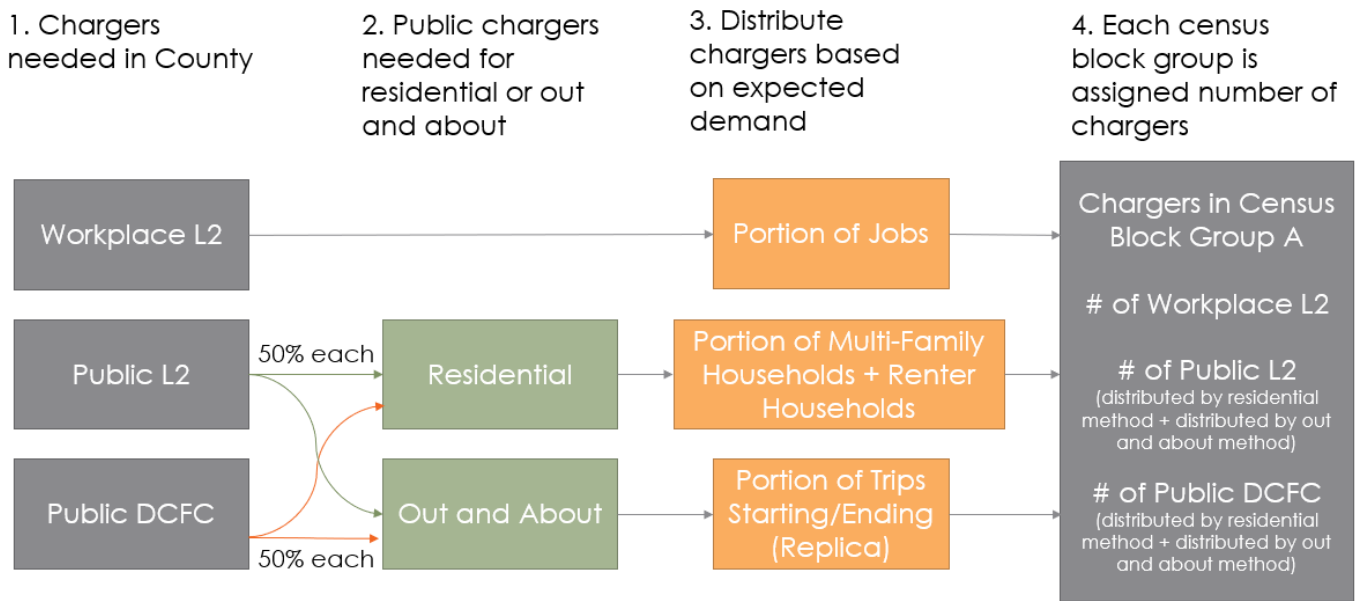 1. Chargers
needed in County
2. Public chargers
needed for
residential or out
and about
3. Distribute
chargers based
on expected
demand
4. Each census
block group is
assigned number of
chargers
Workplace L2
Portion of Jobs
Public L2
50% each
Residential
Portion of Multi-Family
Households + Renter
Households
Public DCFC
50% each
Out and About
Portion of Trips
Starting/Ending
(Replica)
Chargers in Census
Block Group A
# of Workplace L2
# of Public L2
(distributed by residential
method + distributed by out
and about method)
# of Public DCFC
(distributed by residential
method + distributed by out
and about method)